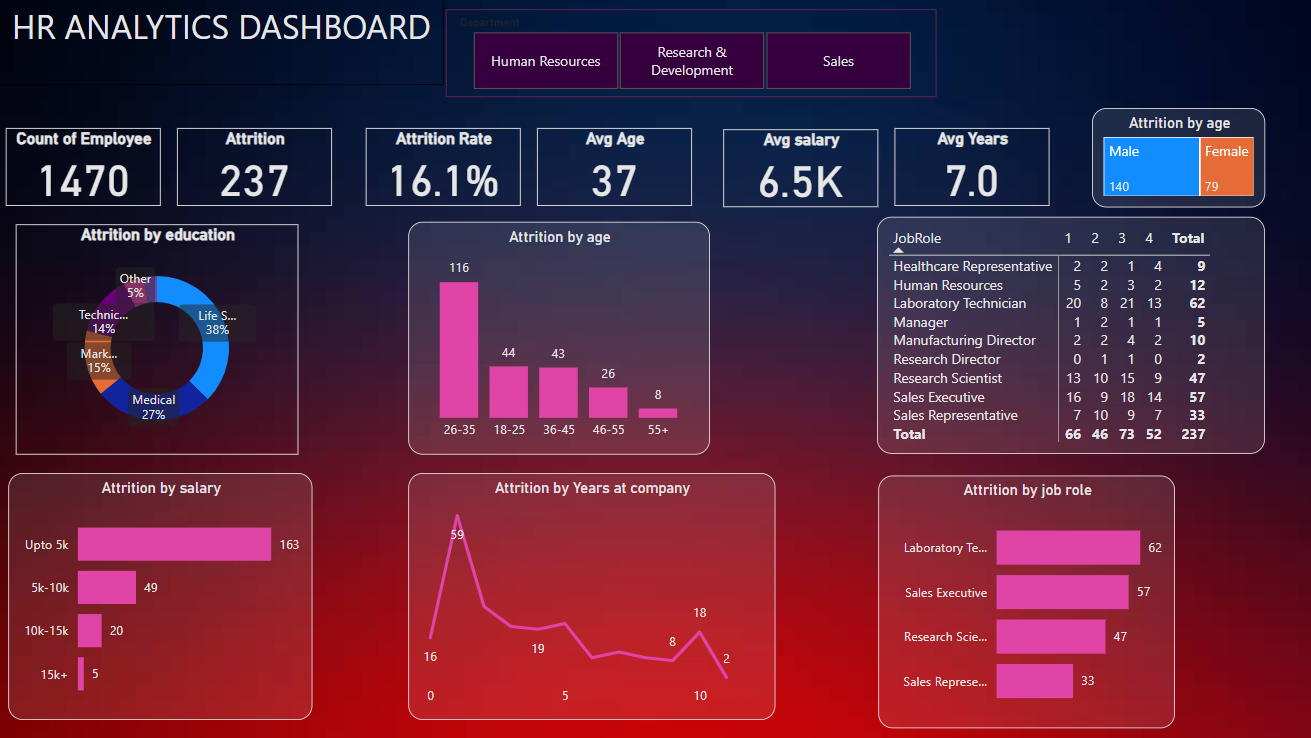 HR ANALYTICS DASHBOARD
Department
Human Resources
Research &
Development
Sales
Count of Employee
1470
Attrition
237
Attrition Rate
16.1%
Avg Age
37
Avg salary
6.5K
Avg Years
7.0
Attrition by age
Male
140
Female
79
Attrition by education
Other
5%
Technic...
14%
Mark...
15%
Medical
27%
Life S...
38%
Attrition by age
116
44
43
26
8
26-35 18-25 36-45 46-55 55+
JobRole 1 2 3 4 Total
Healthcare Representative 2 2 1 4 9
Human Resources 5 2 3 2 12
Laboratory Technician 20 8 21 13 62
Manager 1 2 1 1 5
Manufacturing Director 2 2 4 2 10
Research Director 0 1 1 0 2
Research Scientist 13 10 15 9 47
Sales Executive 16 9 18 14 57
Sales Representative 7 10 9 7 33
Total 66 46 73 52 237
Attrition by salary
Upto 5k 163
5k-10k 49
10k-15k 20
15k+ 5
Attrition by Years at company
59
18
16
19
8
2
0 5 10
Attrition by job role
Laboratory Te... 62
Sales Executive 57
Research Scie... 47
Sales Represe... 33